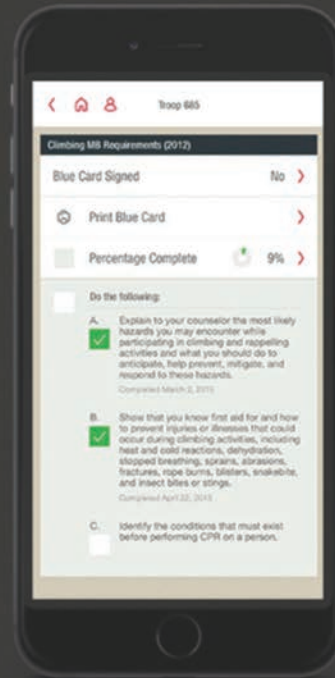 Troop 685
Climbing MB Requirements (2012)
Blue Card Signed No
Print Blue Card
Percentage Complete 9%
Do the following:
A. Explain to your counselor the most likely
hazards you may encounter while
participating in climbing and rappelling
activities and what you should do to
anticipate, help prevent, mitigate, and
respond to these hazards.
Completed March 2, 2015
B. Show that you know first aid for and how
to prevent injuries or illnesses that could
occur during climbing activities, including
heat and cold reactions, dehydration,
stopped breathing, sprains, abrasions,
fractures, rope burns, blisters, snakebite,
and insect bites or stings.
Completed April 22, 2015
C. Identify the conditions that must exist
before performing CPR on a person.